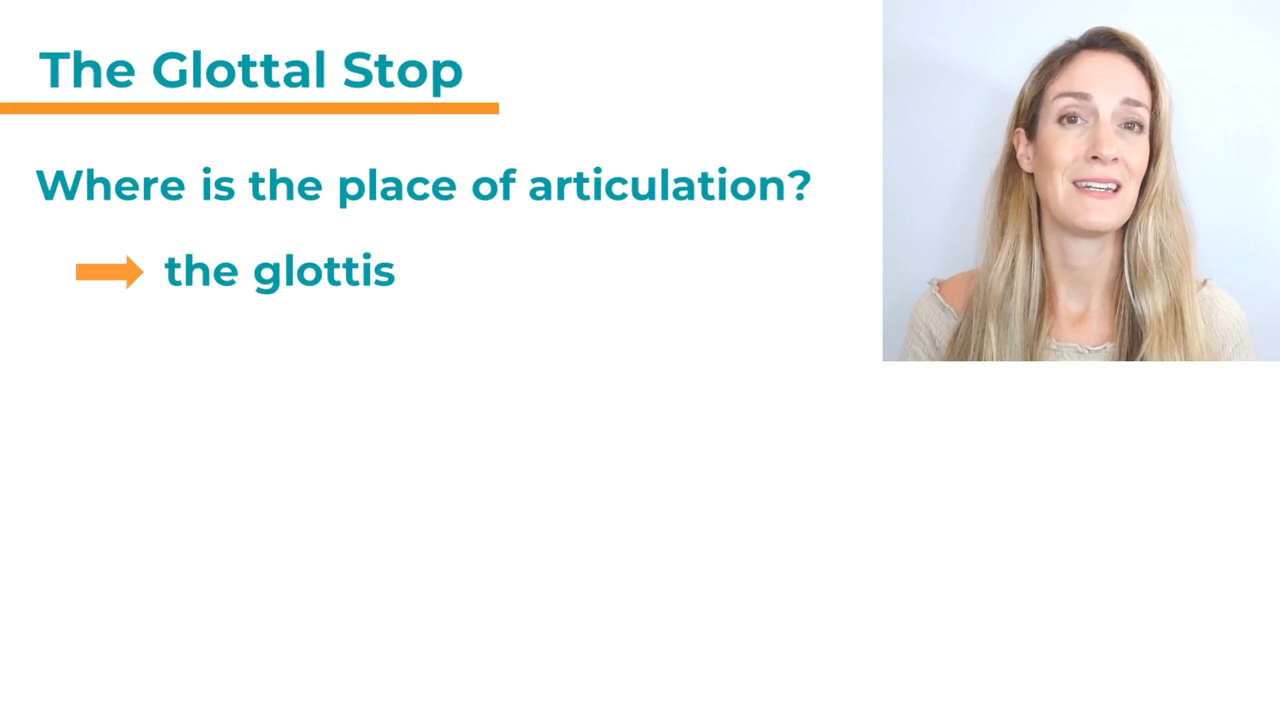 The Glottal Stop
Where is the place of articulation?
the glottis